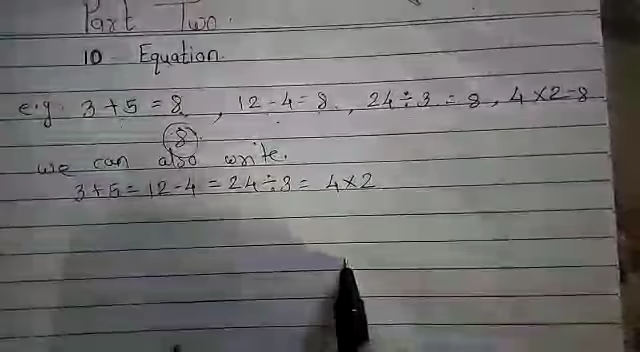 Part Two.
10 Equation.
e.g. 3 + 5 = 8 , 12 - 4 = 8 , 24 ÷ 3 = 8 , 4 × 2 = 8
8
we can also write.
3 + 5 = 12 - 4 = 24 ÷ 3 = 4 × 2